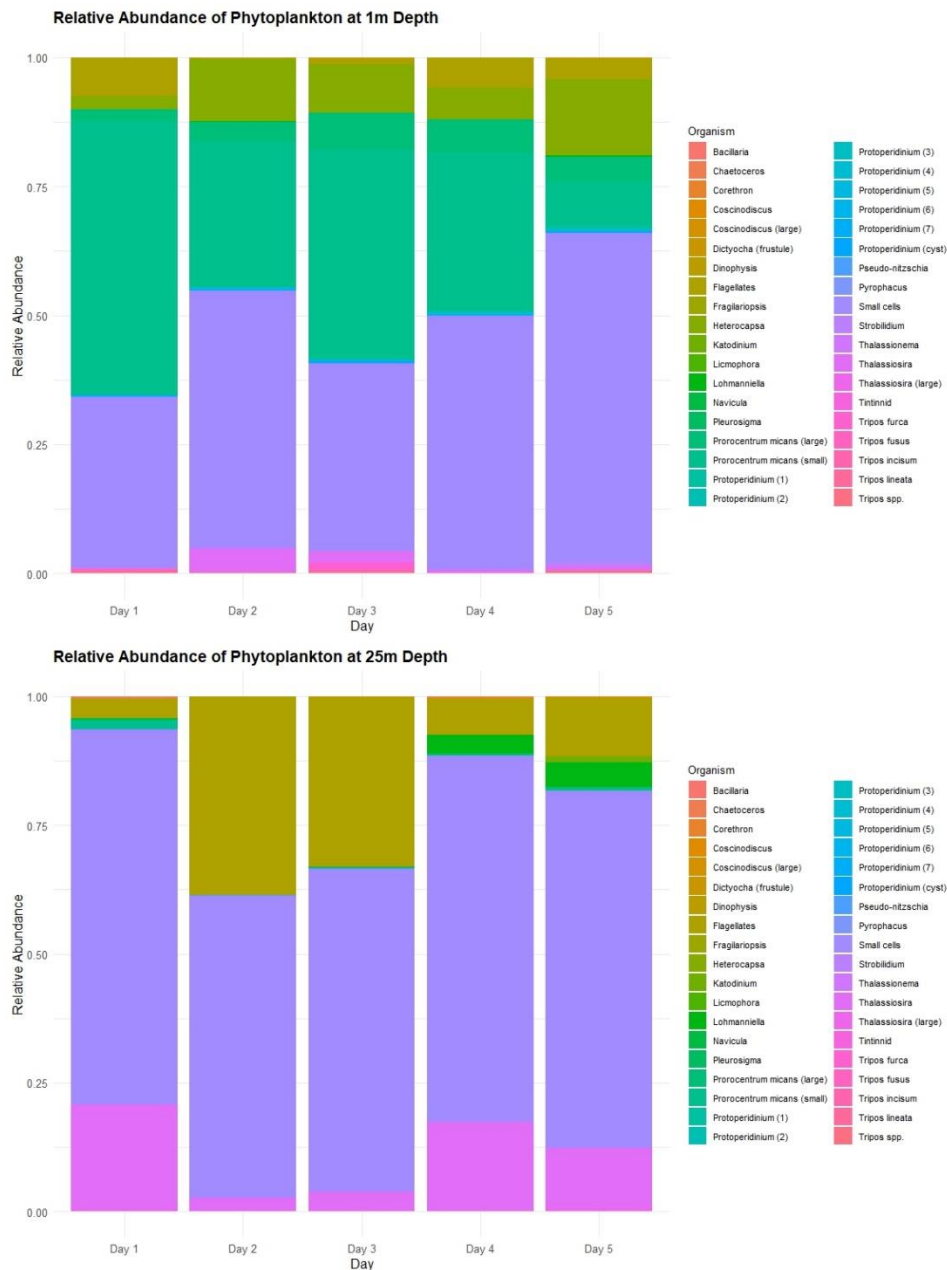 Relative Abundance of Phytoplankton at 1m Depth
1.00
0.75
0.50
0.25
0.00
Relative Abundance
Day 1 Day 2 Day 3 Day 4 Day 5
Day
Organism
Bacillaria
Chaetoceros
Corethron
Coscinodiscus
Coscinodiscus (large)
Dictyocha (frustule)
Dinophysis
Flagellates
Fragilariopsis
Heterocapsa
Katodinium
Licmophora
Lohmanniella
Navicula
Pleurosigma
Prorocentrum micans (large)
Prorocentrum micans (small)
Protoperidinium (1)
Protoperidinium (2)
Protoperidinium (3)
Protoperidinium (4)
Protoperidinium (5)
Protoperidinium (6)
Protoperidinium (7)
Protoperidinium (cyst)
Pseudo-nitzschia
Pyrophacus
Small cells
Strobilidium
Thalassionema
Thalassiosira
Thalassiosira (large)
Tintinnid
Tripos furca
Tripos fusus
Tripos incisum
Tripos lineata
Tripos spp.
Relative Abundance of Phytoplankton at 25m Depth
1.00
0.75
0.50
0.25
0.00
Relative Abundance
Day 1 Day 2 Day 3 Day 4 Day 5
Day
Organism
Bacillaria
Chaetoceros
Corethron
Coscinodiscus
Coscinodiscus (large)
Dictyocha (frustule)
Dinophysis
Flagellates
Fragilariopsis
Heterocapsa
Katodinium
Licmophora
Lohmanniella
Navicula
Pleurosigma
Prorocentrum micans (large)
Prorocentrum micans (small)
Protoperidinium (1)
Protoperidinium (2)
Protoperidinium (3)
Protoperidinium (4)
Protoperidinium (5)
Protoperidinium (6)
Protoperidinium (7)
Protoperidinium (cyst)
Pseudo-nitzschia
Pyrophacus
Small cells
Strobilidium
Thalassionema
Thalassiosira
Thalassiosira (large)
Tintinnid
Tripos furca
Tripos fusus
Tripos incisum
Tripos lineata
Tripos spp.